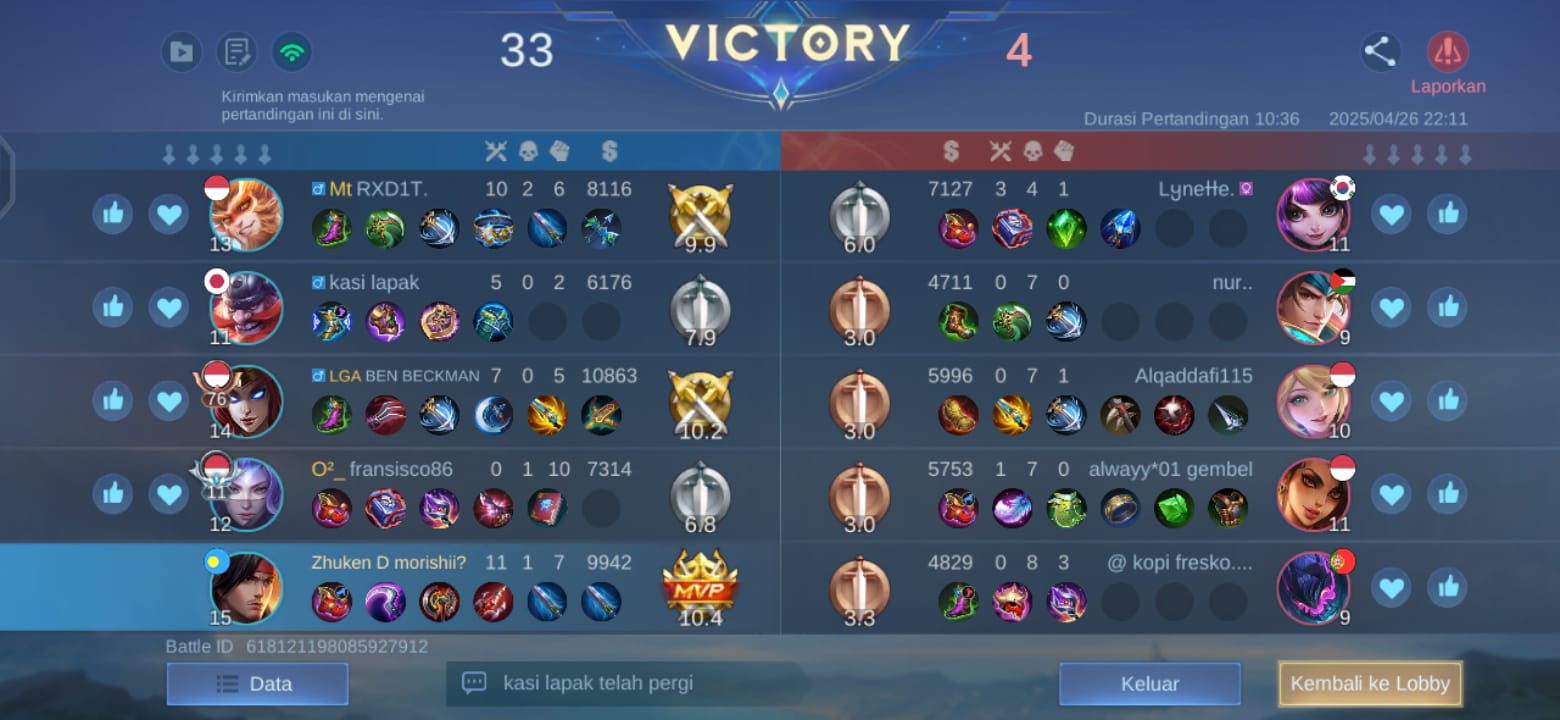 33
VICTORY
4
Laporkan
Kirimkan masukan mengenai
pertandingan ini di sini.
Durasi Pertandingan 10:36 2025/04/26 22:11
Mt RXD1T. 10 2 6 8116
13
9.9
7127 3 4 1 Lynette.
6.0
11
kasi lapak 5 0 2 6176
11
7.9
4711 0 7 0 nur..
3.0
9
LGA BEN BECKMAN 7 0 5 10863
76
14
10.2
5996 0 7 1 Alqaddafi115
3.0
10
O²_ fransisco86 0 1 10 7314
11
12
6.8
5753 1 7 0 alwayy*01 gembel
3.0
11
Zhuken D morishii? 11 1 7 9942
15
MVP
10.4
4829 0 8 3 @ kopi fresko....
3.3
9
Battle ID 618121198085927912
Data
kasi lapak telah pergi
Keluar
Kembali ke Lobby